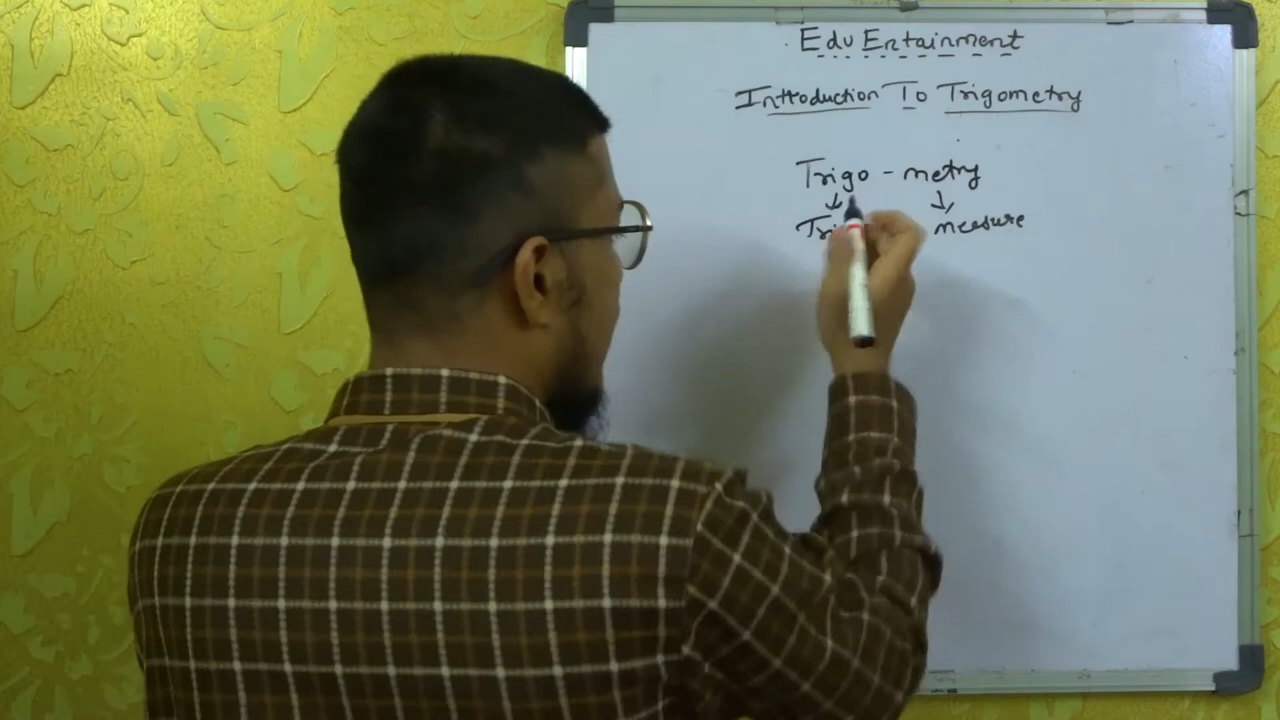 Edu Entainment
Introduction To Trigometry
Trigo - metry
measure